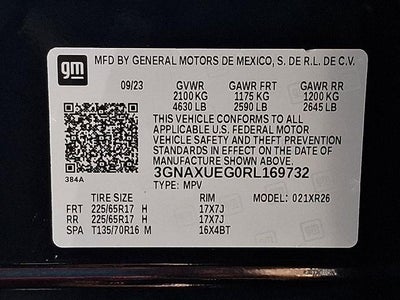 gm
MFD BY GENERAL MOTORS DE MEXICO, S. DE R.L. DE C.V.
09/23 GVWR GAWR FRT GAWR RR
2100 KG 1175 KG 1200 KG
4630 LB 2590 LB 2645 LB
THIS VEHICLE CONFORMS TO ALL
APPLICABLE U.S. FEDERAL MOTOR
VEHICLE SAFETY AND THEFT PREVENTION
STANDARDS IN EFFECT ON THE DATE OF
MANUFACTURE SHOWN ABOVE.
3GNAXUEG0RL169732
384A TYPE: MPV
TIRE SIZE RIM MODEL: 021XR26
FRT 225/65R17 H 17X7J
RR 225/65R17 H 17X7J
SPA T135/70R16 M 16X4BT